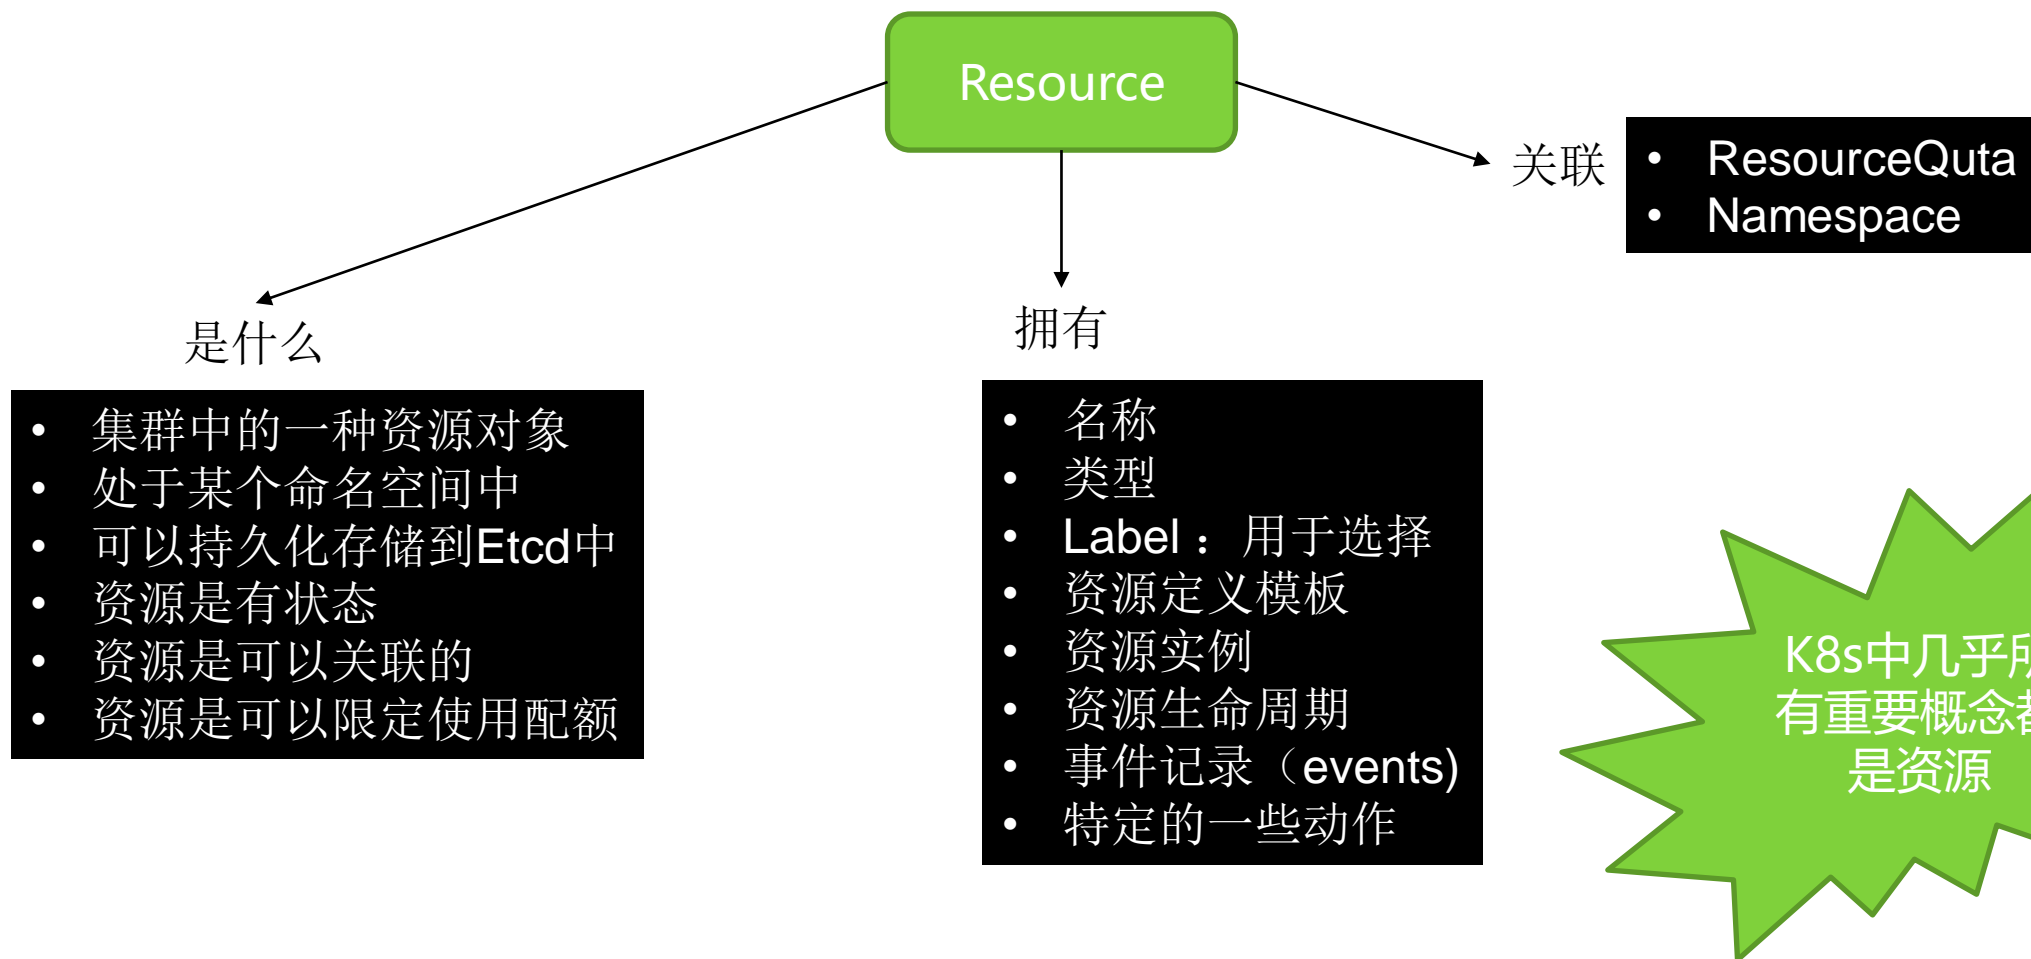 Resource
关联
• ResourceQuta
• Namespace
是什么
• 集群中的一种资源对象
• 处于某个命名空间中
• 可以持久化存储到Etcd中
• 资源是有状态
• 资源是可以关联的
• 资源是可以限定使用配额
拥有
• 名称
• 类型
• Label：用于选择
• 资源定义模板
• 资源实例
• 资源生命周期
• 事件记录（events)
• 特定的一些动作
K8s中几乎所
有重要概念都
是资源